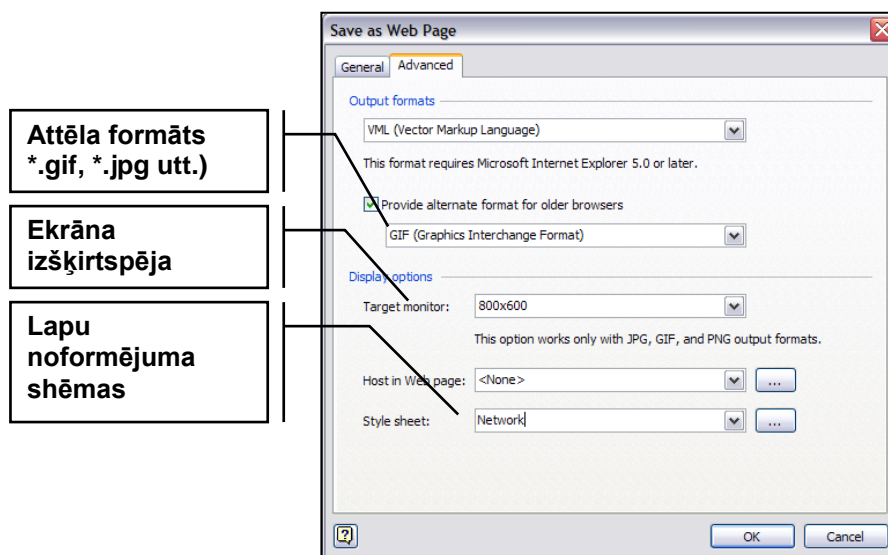 Save as Web Page
General
Advanced
Output formats
VML (Vector Markup Language)
This format requires Microsoft Internet Explorer 5.0 or later.
Provide alternate format for older browsers
GIF (Graphics Interchange Format)
Display options
Target monitor:
800x600
This option works only with JPG, GIF, and PNG output formats.
Host in Web page:
<None>
...
Style sheet:
Network
...
OK
Cancel
Attēla formāts
*.gif, *.jpg utt.)
Ekrāna
izšķirtspēja
Lapu
noformējuma
shēmas